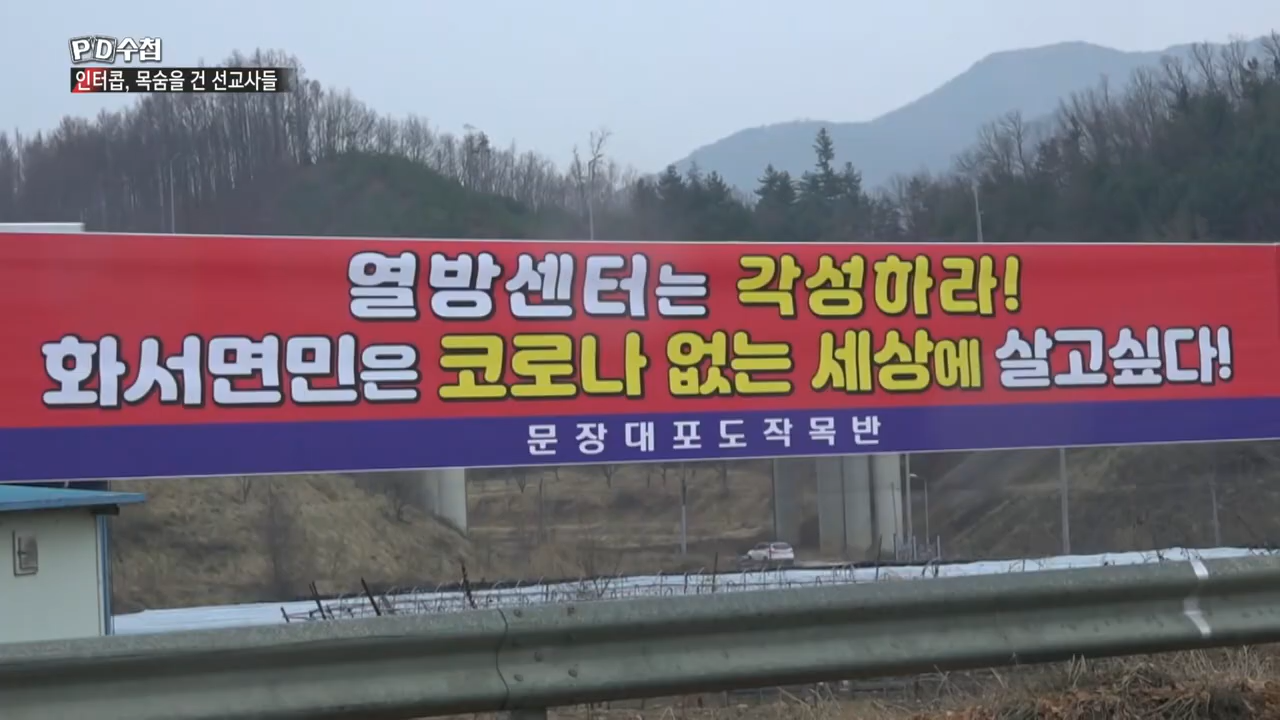 PD수첩
인터콥, 목숨을 건 선교사들
열방센터는 각성하라!
화서면민은 코로나 없는 세상에 살고싶다!
문장대포도작목반